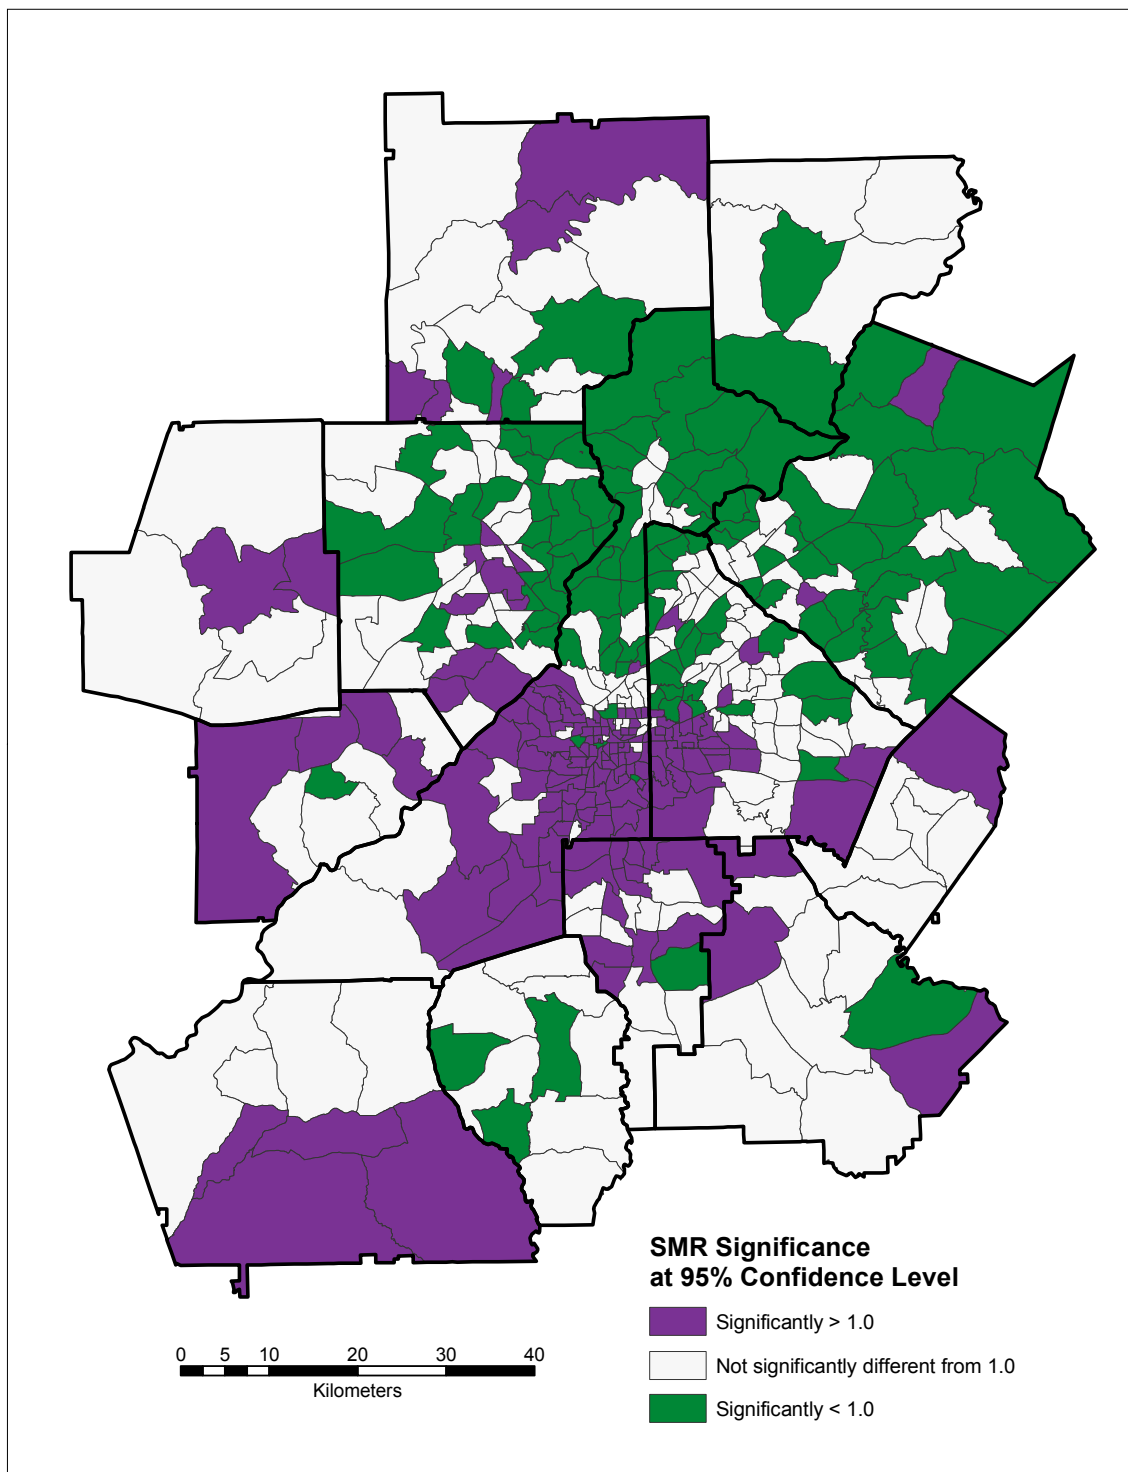 SMR Significance
at 95% Confidence Level
Significantly > 1.0
Not significantly different from 1.0
Significantly < 1.0
0 5 10 20 30 40
Kilometers